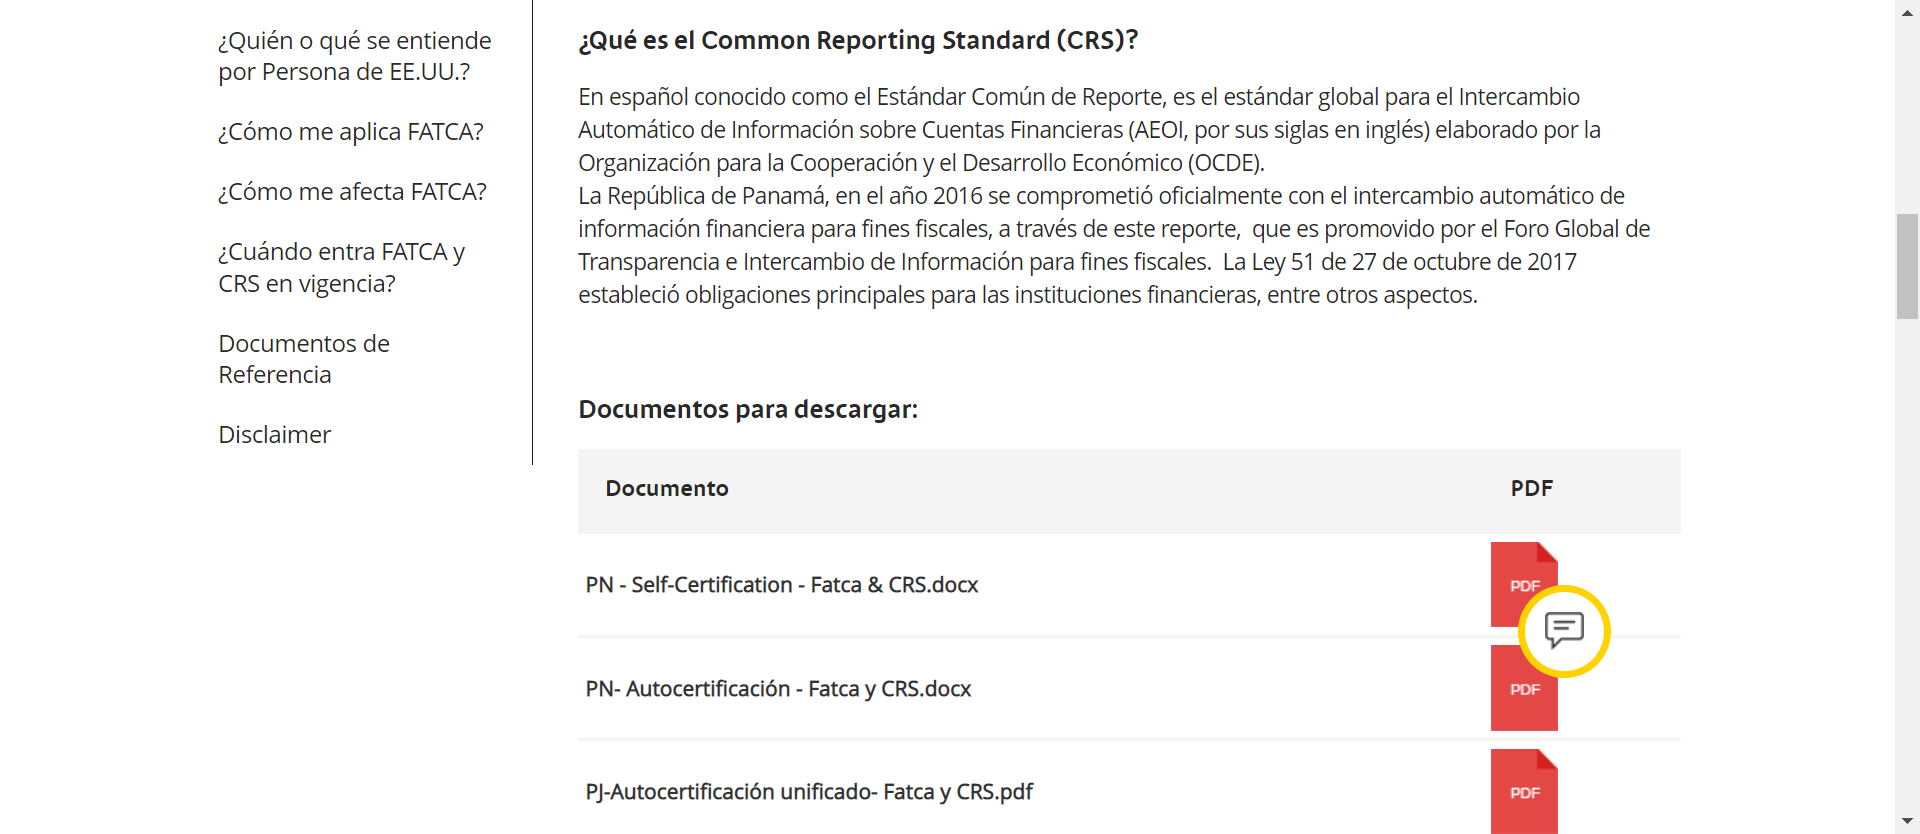 ¿Quién o qué se entiende
por Persona de EE.UU.?
¿Cómo me aplica FATCA?
¿Cómo me afecta FATCA?
¿Cuándo entra FATCA y
CRS en vigencia?
Documentos de
Referencia
Disclaimer
¿Qué es el Common Reporting Standard (CRS)?
En español conocido como el Estándar Común de Reporte, es el estándar global para el Intercambio
Automático de Información sobre Cuentas Financieras (AEOI, por sus siglas en inglés) elaborado por la
Organización para la Cooperación y el Desarrollo Económico (OCDE).
La República de Panamá, en el año 2016 se comprometió oficialmente con el intercambio automático de
información financiera para fines fiscales, a través de este reporte,  que es promovido por el Foro Global de
Transparencia e Intercambio de Información para fines fiscales.  La Ley 51 de 27 de octubre de 2017
estableció obligaciones principales para las instituciones financieras, entre otros aspectos.
Documentos para descargar:
Documento PDF
PN - Self-Certification - Fatca & CRS.docx PDF
PN- Autocertificación - Fatca y CRS.docx PDF
PJ-Autocertificación unificado- Fatca y CRS.pdf PDF